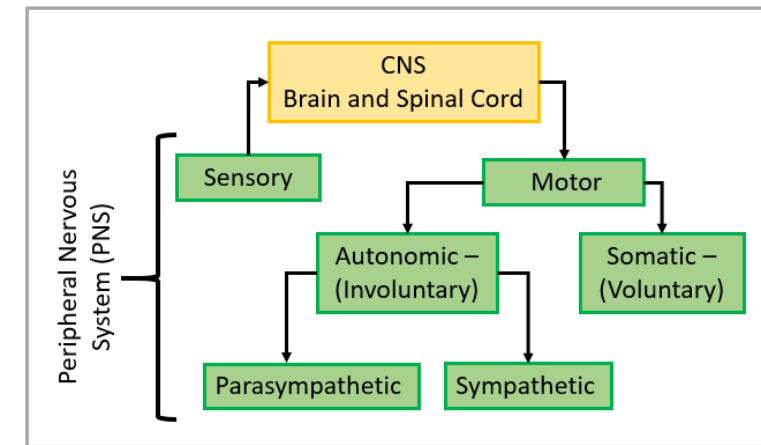 CNS
Brain and Spinal Cord
Peripheral Nervous
System (PNS)
Sensory
Motor
Autonomic –
(Involuntary)
Somatic –
(Voluntary)
Parasympathetic
Sympathetic